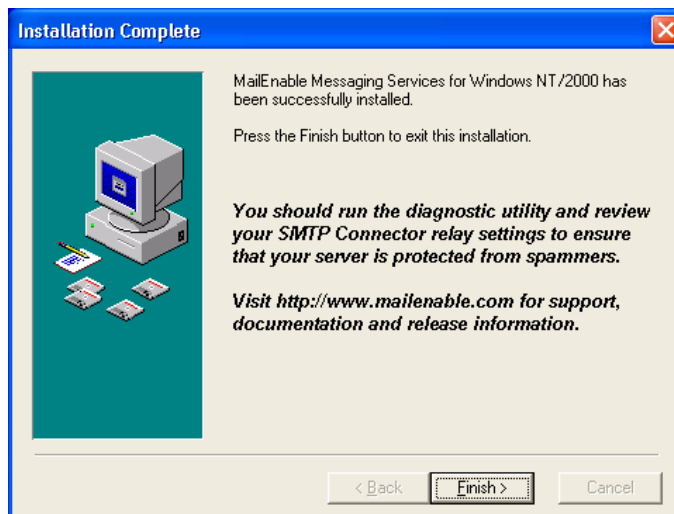 Installation Complete
MailEnable Messaging Services for Windows NT/2000 has
been successfully installed.
Press the Finish button to exit this installation.
You should run the diagnostic utility and review
your SMTP Connector relay settings to ensure
that your server is protected from spammers.
Visit http://www.mailenable.com for support,
documentation and release information.
< Back
Finish >
Cancel